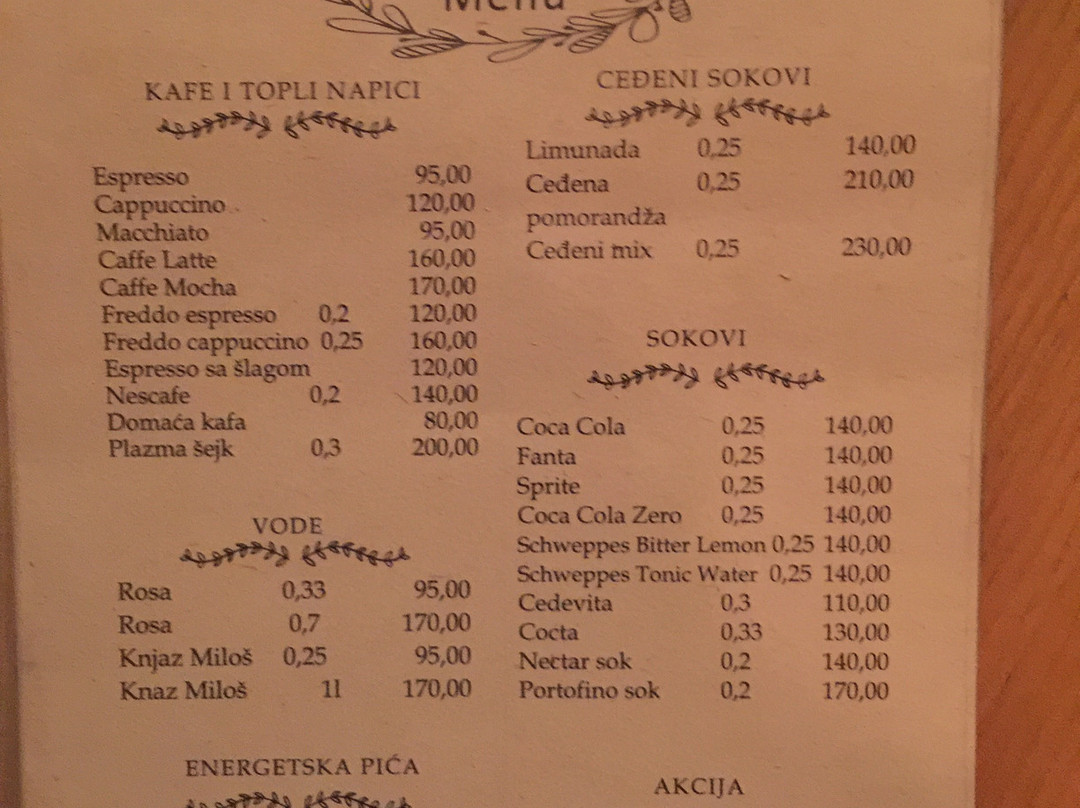 Menu
KAFE I TOPLI NAPICI
Espresso 95,00
Cappuccino 120,00
Macchiato 95,00
Caffe Latte 160,00
Caffe Mocha 170,00
Freddo espresso 0,2 120,00
Freddo cappuccino 0,25 160,00
Espresso sa šlagom 120,00
Nescafe 0,2 140,00
Domaća kafa 80,00
Plazma šejk 0,3 200,00
VODE
Rosa 0,33 95,00
Rosa 0,7 170,00
Knjaz Miloš 0,25 95,00
Knaz Miloš 1l 170,00
ENERGETSKA PIĆA
CEĐENI SOKOVI
Limunada 0,25 140,00
Ceđena 0,25 210,00
pomorandža
Ceđeni mix 0,25 230,00
SOKOVI
Coca Cola 0,25 140,00
Fanta 0,25 140,00
Sprite 0,25 140,00
Coca Cola Zero 0,25 140,00
Schweppes Bitter Lemon 0,25 140,00
Schweppes Tonic Water 0,25 140,00
Cedevita 0,3 110,00
Cocta 0,33 130,00
Nectar sok 0,2 140,00
Portofino sok 0,2 170,00
AKCIJA